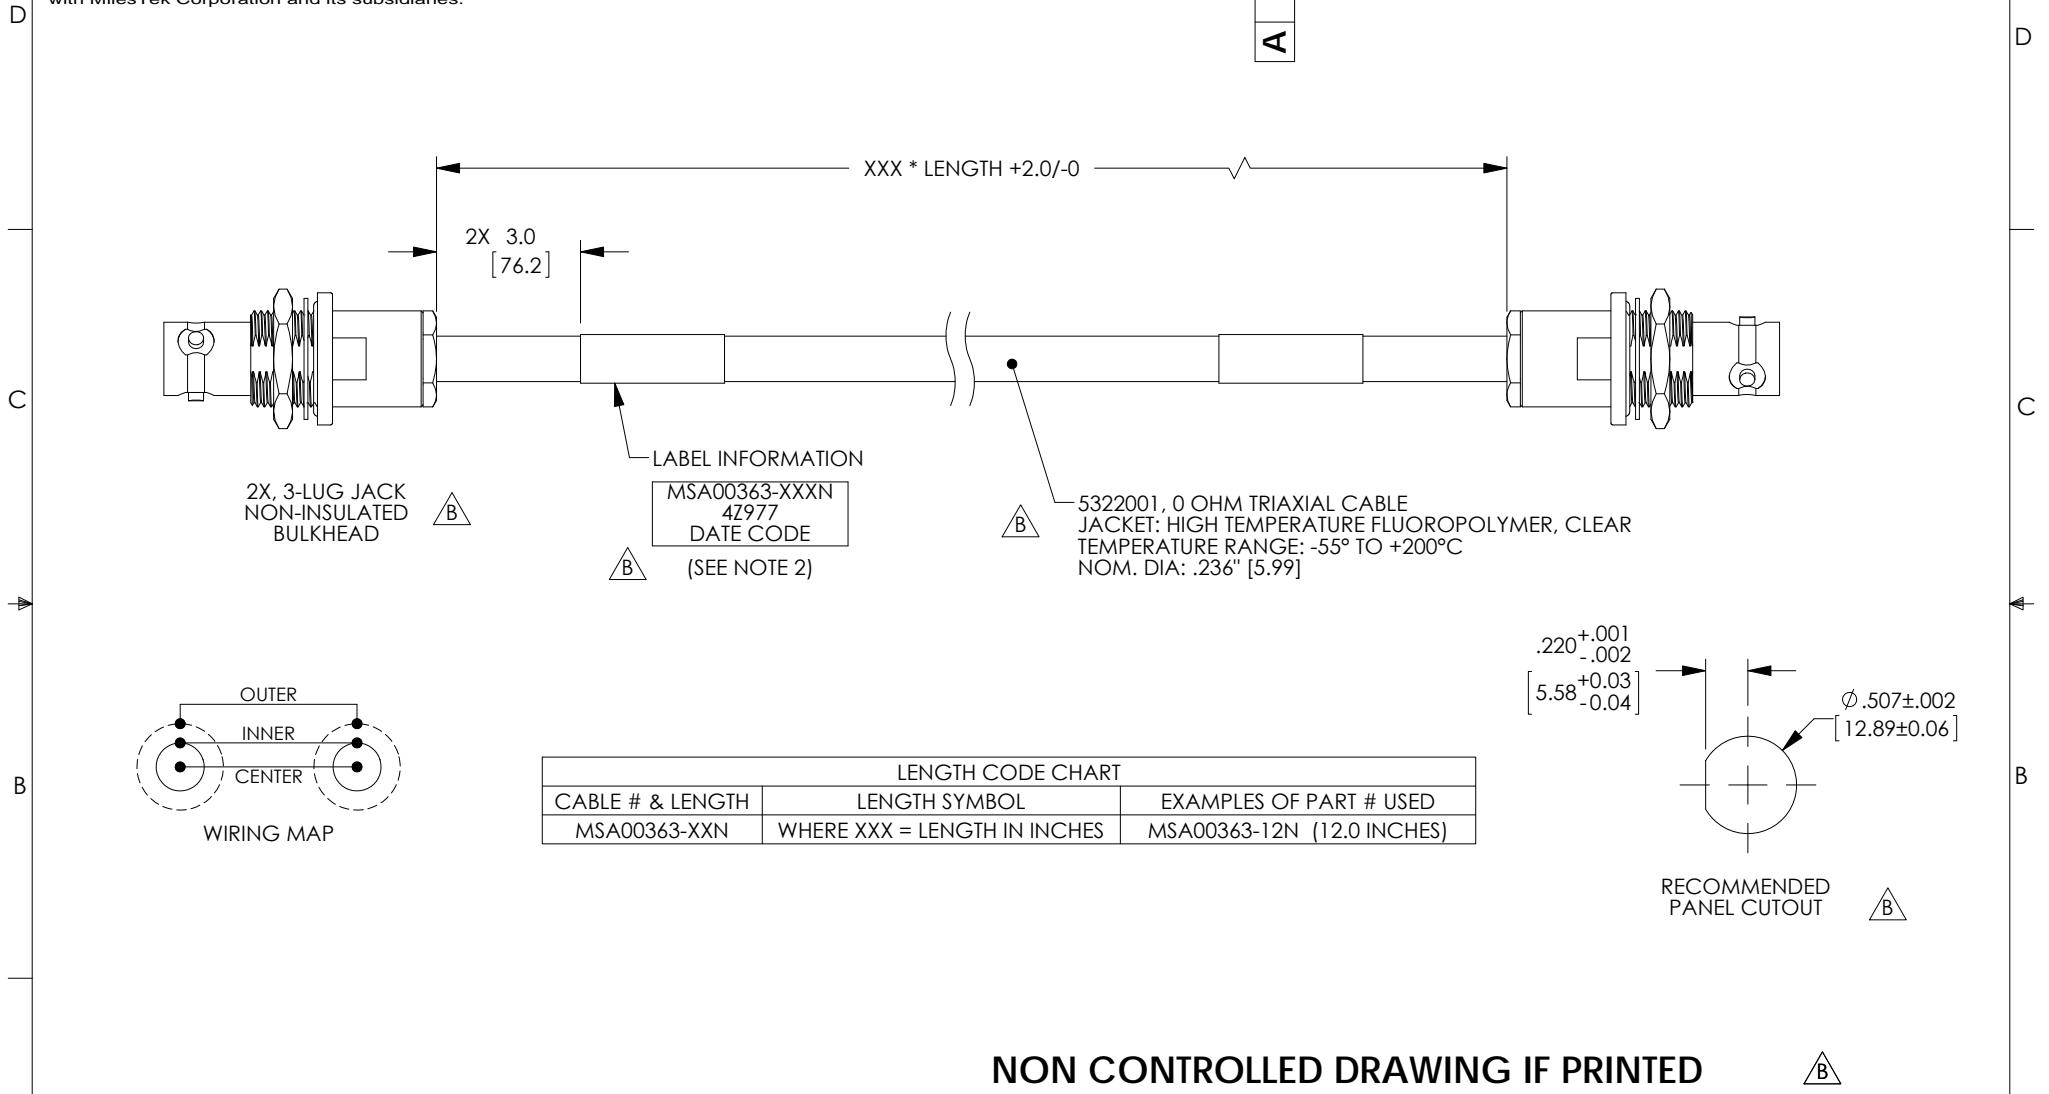 with MilesTek Corporation and its subsidiaries.
D
D
A
XXX * LENGTH +2.0/-0
2X 3.0
[76.2]
C
C
LABEL INFORMATION
MSA00363-XXXN
4Z977
DATE CODE
(SEE NOTE 2)
B
2X, 3-LUG JACK
NON-INSULATED
BULKHEAD
B
B
5322001, 0 OHM TRIAXIAL CABLE
JACKET: HIGH TEMPERATURE FLUOROPOLYMER, CLEAR
TEMPERATURE RANGE: -55° TO +200°C
NOM. DIA: .236" [5.99]
.220 +.001
-.002
[5.58 +0.03
-0.04]
⌀.507±.002
[12.89±0.06]
OUTER
INNER
CENTER
WIRING MAP
B
B
LENGTH CODE CHART
CABLE # & LENGTH LENGTH SYMBOL EXAMPLES OF PART # USED
MSA00363-XXN WHERE XXX = LENGTH IN INCHES MSA00363-12N (12.0 INCHES)
RECOMMENDED
PANEL CUTOUT
B
NON CONTROLLED DRAWING IF PRINTED
B